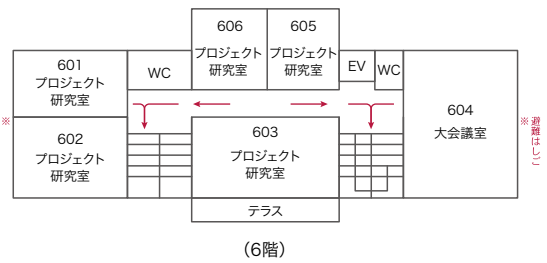 606
プロジェクト
研究室
605
プロジェクト
研究室
601
プロジェクト
研究室
WC
EV
WC
604
大会議室
※
602
プロジェクト
研究室
603
プロジェクト
研究室
※
避難はしご
テラス
(6階)